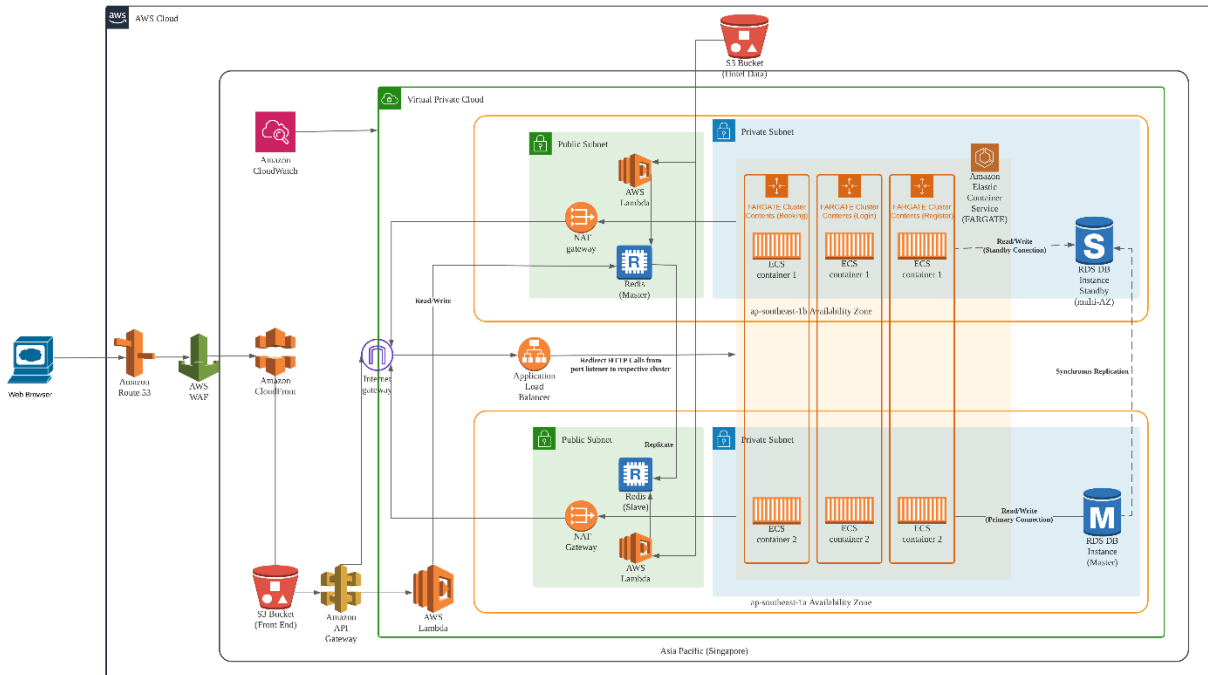 aws
AWS Cloud
S3 Bucket
(Hotel Data)
Virtual Private Cloud
Amazon
CloudWatch
Public Subnet
Private Subnet
AWS
Lambda
Amazon
Elastic
Container
Service
(FARGATE)
FARGATE Cluster
Contents (Booking)
FARGATE Cluster
Contents (Login)
FARGATE Cluster
Contents (Register)
NAT
gateway
R
Redis
(Master)
ECS
container 1
ECS
container 1
ECS
container 1
Read/Write
(Standby Conection)
S
RDS DB
Instance
Standby
(multi-AZ)
Read/Write
ap-southeast-1b Availability Zone
Web Browser
Amazon
Route 53
AWS
WAF
Amazon
CloudFront
Internet
gateway
Application
Load
Balancer
Redirect HTTP Calls from
port listener to respective cluster
Synchronus Replication
Public Subnet
Replicate
Private Subnet
R
Redis
(Slave)
NAT
Gateway
AWS
Lambda
ECS
container 2
ECS
container 2
ECS
container 2
Read/Write
(Primary Connection)
M
RDS DB
Instance
(Master)
ap-southeast-1a Availability Zone
S3 Bucket
(Front End)
Amazon
API
Gateway
AWS
Lambda
Asia Pacific (Singapore)